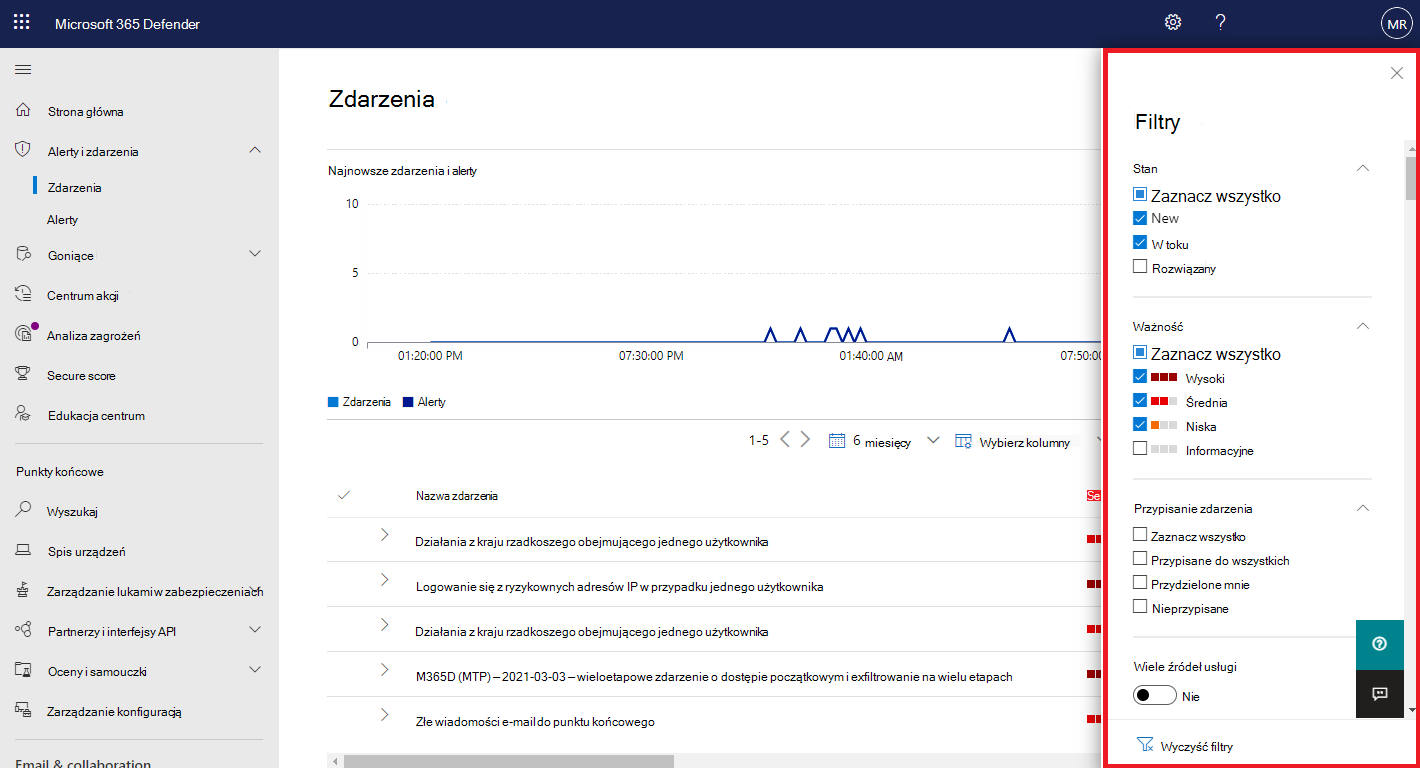 Microsoft 365 Defender
MR
Strona główna
Alerty i zdarzenia
Zdarzenia
Alerty
Goniące
Centrum akcji
Analiza zagrożeń
Secure score
Edukacja centrum
Punkty końcowe
Wyszukaj
Spis urządzeń
Zarządzanie lukami w zabezpieczeniach
Partnerzy i interfejsy API
Oceny i samouczki
Zarządzanie konfiguracją
Email & collaboration
Zdarzenia
Najnowsze zdarzenia i alerty
10
5
0
01:20:00 PM 07:30:00 PM 01:40:00 AM 07:50:00
Zdarzenia Alerty
1-5 6 miesięcy Wybierz kolumny
Nazwa zdarzenia Se
Działania z kraju rzadkoszego obejmującego jednego użytkownika
Logowanie się z ryzykownych adresów IP w przypadku jednego użytkownika
Działania z kraju rzadkoszego obejmującego jednego użytkownika
M365D (MTP) – 2021-03-03 – wieloetapowe zdarzenie o dostępie początkowym i exfiltrowanie na wielu etapach
Złe wiadomości e-mail do punktu końcowego
Filtry
Stan
Zaznacz wszystko
New
W toku
Rozwiązany
Ważność
Zaznacz wszystko
Wysoki
Średnia
Niska
Informacyjne
Przypisanie zdarzenia
Zaznacz wszystko
Przypisane do wszystkich
Przydzielone mnie
Nieprzypisane
Wiele źródeł usługi
Nie
Wyczyść filtry